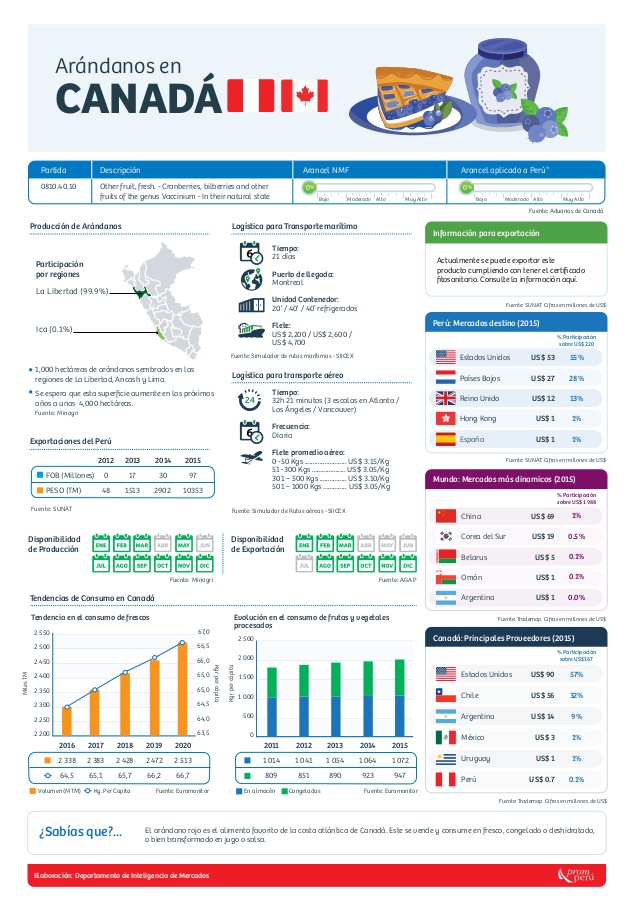 Arándanos en
CANADÁ
Partida
Descripción
Arancel NMF
Arancel aplicado a Perú*
0810.40.10
Other fruit, fresh. - Cranberries, bilberries and other
fruits of the genus Vaccinium - In their natural state
0%
Bajo Moderado Alto Muy Alto
0%
Bajo Moderado Alto Muy Alto
Fuente: Aduanas de Canadá
Producción de Arándanos
Participación
por regiones
La Libertad (99.9%)
Ica (0.1%)
1,000 hectáreas de arándanos sembradas en las
regiones de La Libertad, Ancash y Lima.
Se espera que esta superficie aumente en los próximos
años a unas 4,000 hectáreas.
Fuente: Minagri
Exportaciones del Perú
2012 2013 2014 2015
FOB (Millones) 0 17 30 97
PESO (TM) 48 1513 2902 10353
Fuente: SUNAT
Logística para Transporte marítimo
6
Tiempo:
21 días
Puerto de llegada:
Montreal
Unidad Contenedor:
20´ / 40´ / 40´ refrigerados
Flete:
US$ 2,200 / US$ 2,600 /
US$ 4,700
Fuente: Simulador de rutas marítimas - SIICEX
Logística para transporte aéreo
24
Tiempo:
32h 21 minutos (3 escalas en Atlanta /
Los Ángeles / Vancouver)
6
Frecuencia:
Diaria
Flete promedio aéreo:
0 -50 Kgs ..................... US$ 3.15/Kg
51 -300 Kgs ................. US$ 3.05/Kg
301 – 500 Kgs ............. US$ 3.10/Kg
501 – 1000 Kgs ........... US$ 3.05/Kg
Fuente: Simulador de Rutas aéreas - SIICEX
Información para exportación
Actualmente se puede exportar este
producto cumpliendo con tener el certificado
fitosanitario. Consulte la información aquí.
Fuente SUNAT. Cifras en millones de US$
Perú: Mercados destino (2015)
% Participación
sobre US$ 220
Estados Unidos US$ 53 55 %
Países Bajos US$ 27 28 %
Reino Unido US$ 12 13%
Hong Kong US$ 1 1%
España US$ 1 1%
Fuente SUNAT. Cifras en millones de US$
Mundo: Mercados más dinamicos (2015)
% Participación
sobre US$ 1 988
China US$ 69 3%
Corea del Sur US$ 19 0.5 %
Belarus US$ 5 0.1%
Omán US$ 1 0.1%
Argentina US$ 1 0.0%
Fuente Trademap. Cifras en millones de US$
Canadá: Principales Proveedores (2015)
% Participación
sobre US$167
Estados Unidos US$ 90 57%
Chile US$ 56 32%
Argentina US$ 14 9 %
México US$ 3 1%
Uruguay US$ 1 1%
Perú US$ 0.7 0.1%
Fuente Trademap. Cifras en millones de US$
Disponibilidad
de Producción
ENE FEB MAR ABR MAY JUN
JUL AGO SEP OCT NOV DIC
Fuente: Minagri
Disponibilidad
de Exportación
ENE FEB MAR ABR MAY JUN
JUL AGO SEP OCT NOV DIC
Fuente: AGAP
Tendencias de Consumo en Canadá
Tendencia en el consumo de frescos
Miles TM
2 550
2 500
2 450
2 400
2 350
2 300
2 250
2 200
67,0
66,5
66,0
65,5
65,0
64,5
64,0
63,5
Kgr per cápita
2016 2017 2018 2019 2020
2 338 2 383 2 428 2 472 2 513
64,5 65,1 65,7 66,2 66,7
Volumen (MTM) Kg. Per Capita Fuente: Euromonitor
Evolución en el consumo de frutas y vegetales
procesados
Kgr per cápita
2 500
2 000
1 500
1 000
500
0
2011 2012 2013 2014 2015
1 014 1 041 1 054 1 064 1 072
809 851 890 923 947
En almacén Congelados Fuente: Euromonitor
¿Sabías que?...
El arándano rojo es el alimento favorito de la costa atlántica de Canadá. Este se vende y consume en fresco, congelado o deshidratado,
o bien transformado en jugo o salsa.
Elaboración: Departamento de Inteligencia de Mercados
prom
perú